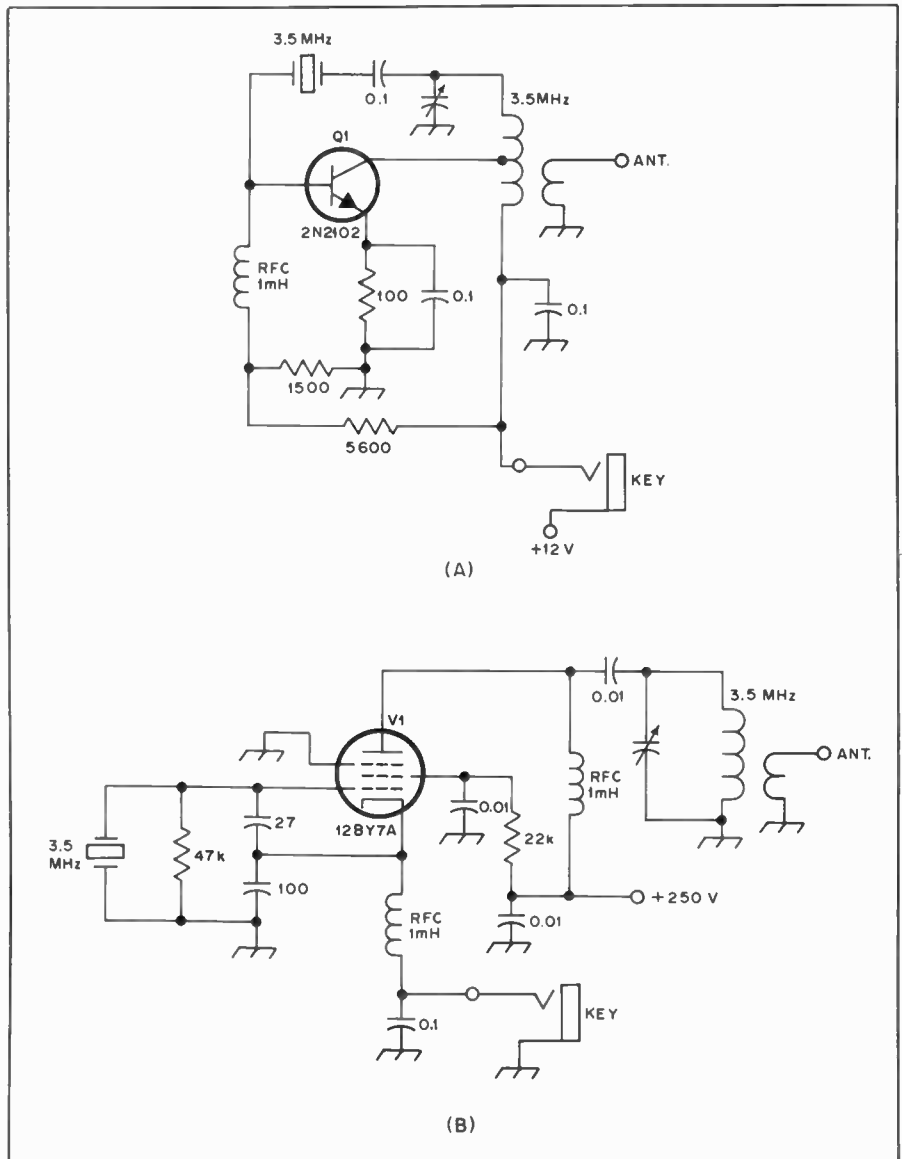 3.5 MHz
0.1
3.5MHz
Q1
ANT.
2N2102
RFC
1mH
100
0.1
0.1
1500
5600
KEY
+12 V
(A)
0.01
3.5 MHz
V1
ANT.
RFC
1mH
0.01
27
12BY7A
22k
3.5
MHz
47k
100
+250 V
RFC
1mH
0.01
KEY
0.1
(B)